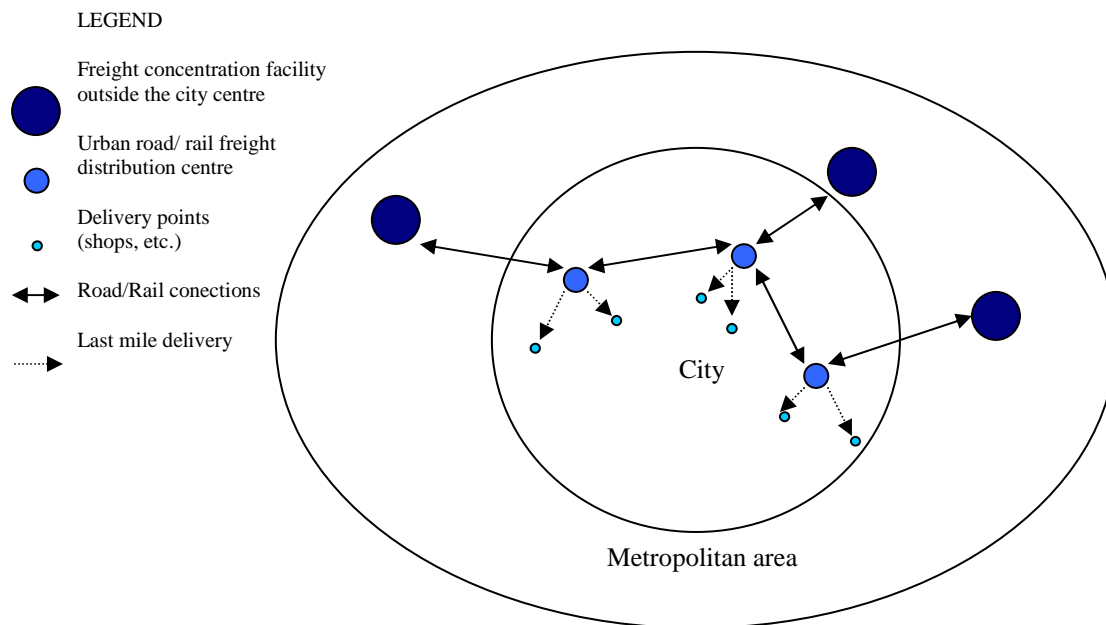 LEGEND
Freight concentration facility
outside the city centre
Urban road/ rail freight
distribution centre
Delivery points
(shops, etc.)
Road/Rail conections
Last mile delivery
City
Metropolitan area